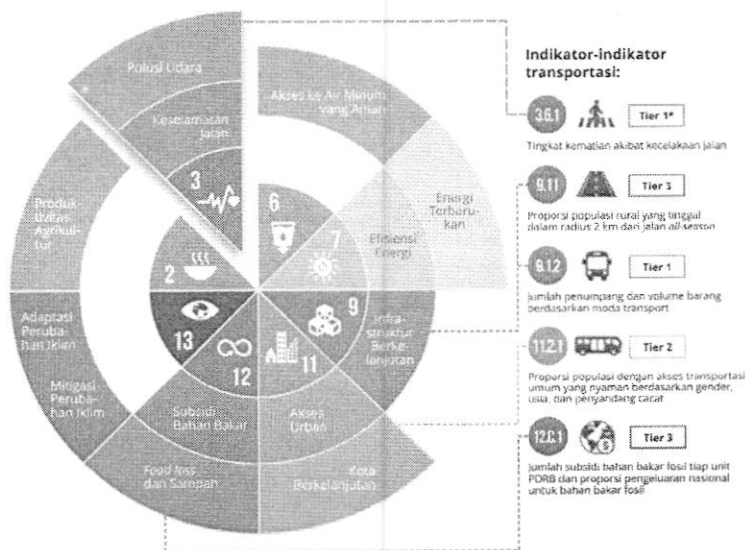 Polusi Udara
Keselamatan
Jalan
3
Akses ke Air Minum
yang Aman
6
Energi
Terbaru-
kan
Efisiensi
Energi
7
Infra-
struktur
Berke-
lanjutan
9
Akses
Urban
11
Kota
Berkelanjutan
Subsidi
Bahan Bakar
12
Food loss
dan Sampah
13
Adaptasi
Peruba-
han Iklim
Mitigasi
Peruba-
han Iklim
2
Produk-
tivitas
Agrikul-
tur
Indikator-indikator
transportasi:
3.6.1 Tier 1*
Tingkat kematian akibat kecelakaan jalan
9.1.1 Tier 3
Proporsi populasi rural yang tinggal
dalam radius 2 km dari jalan all-season
9.1.2 Tier 1
Jumlah penumpang dan volume barang
berdasarkan moda transport
11.2.1 Tier 2
Proporsi populasi dengan akses transportasi
umum yang nyaman berdasarkan gender,
usia, dan penyandang cacat
12.C.1 Tier 3
Jumlah subsidi bahan bakar fosil tiap unit
PDRB dan proporsi pengeluaran nasional
untuk bahan bakar fosil